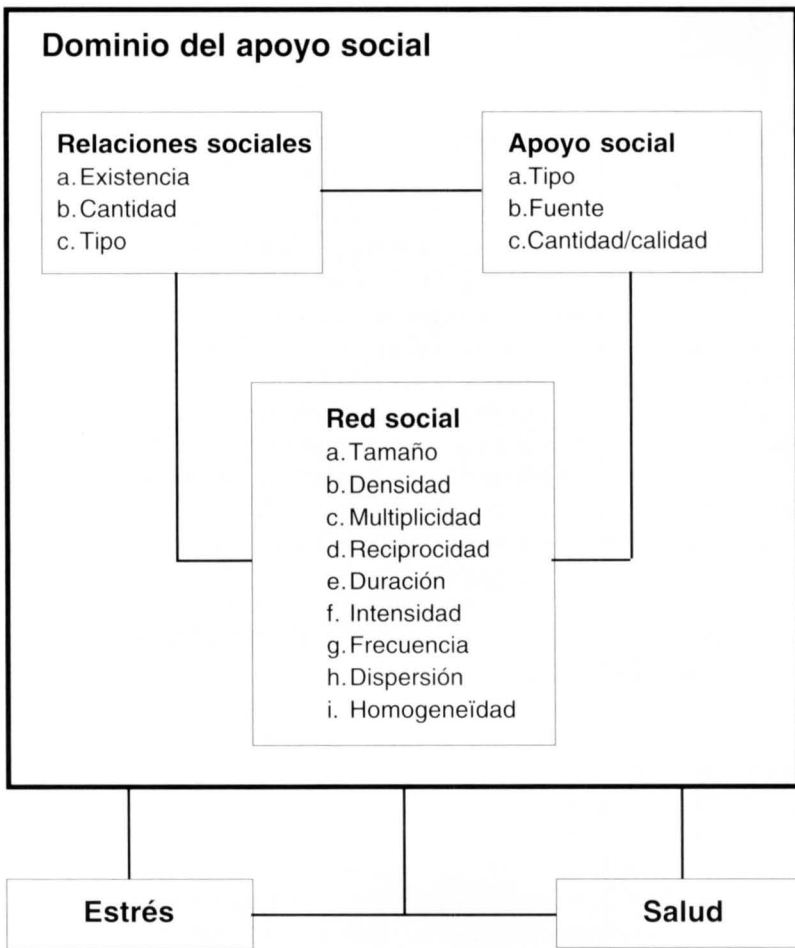 Dominio del apoyo social
Relaciones sociales
a. Existencia
b. Cantidad
c. Tipo
Apoyo social
a. Tipo
b. Fuente
c. Cantidad/calidad
Red social
a. Tamaño
b. Densidad
c. Multiplicidad
d. Reciprocidad
e. Duración
f. Intensidad
g. Frecuencia
h. Dispersión
i. Homogeneïdad
Estrés
Salud